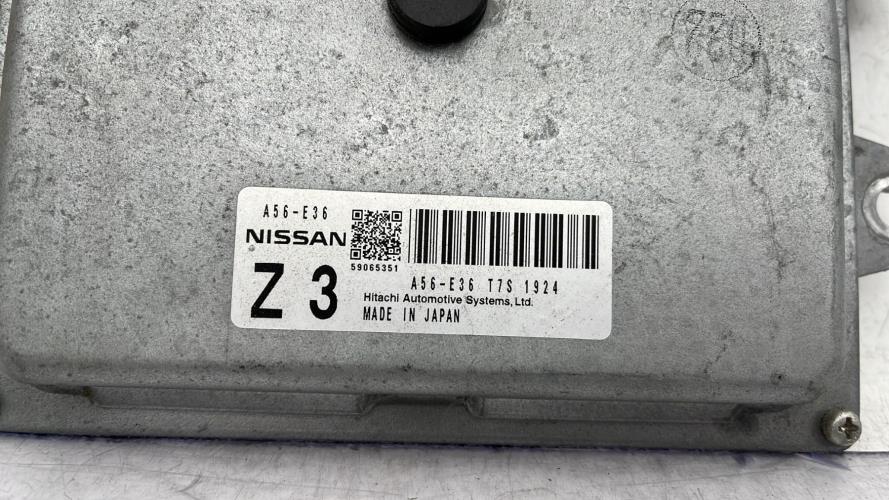 A56-E36
NISSAN
59065351
Z 3
A56-E36 T7S 1924
Hitachi Automotive Systems, Ltd.
MADE IN JAPAN